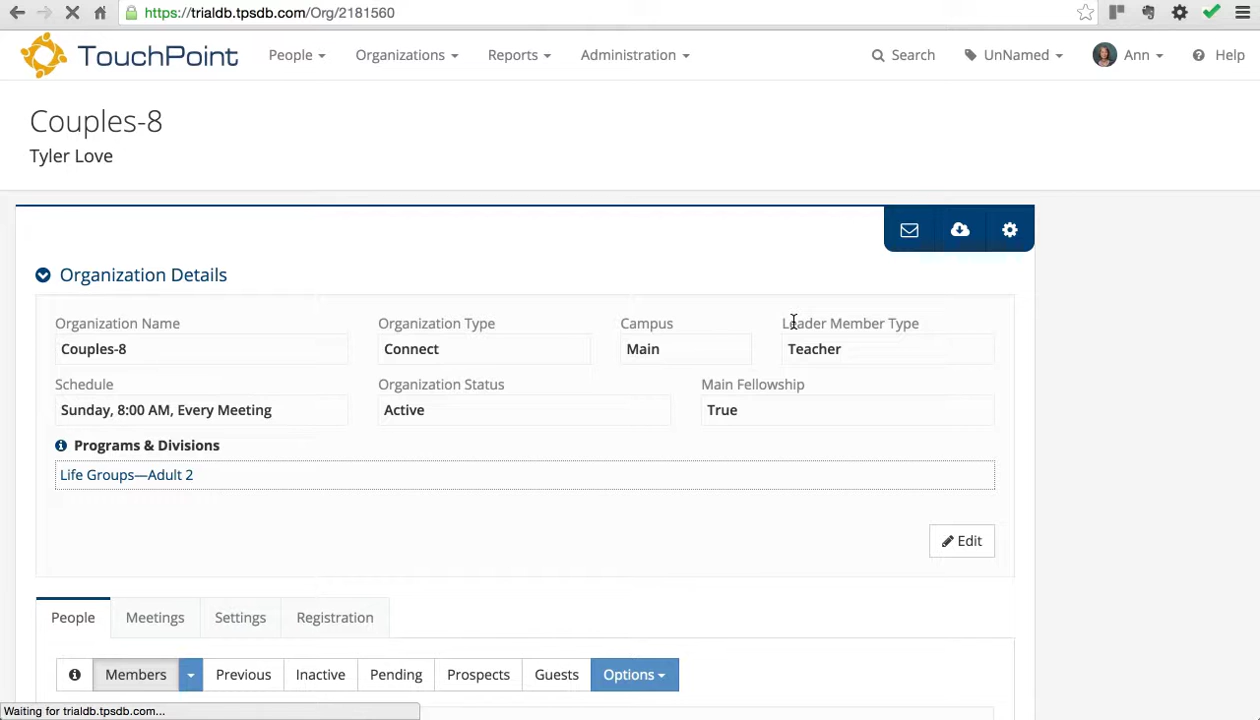 https://trialdb.tpsdb.com/Org/2181560
TouchPoint People Organizations Reports Administration Search UnNamed Ann Help
Couples-8
Tyler Love
Organization Details
Organization Name Organization Type Campus Leader Member Type
Couples-8 Connect Main Teacher
Schedule Organization Status Main Fellowship
Sunday, 8:00 AM, Every Meeting Active True
Programs & Divisions
Life Groups—Adult 2
Edit
People Meetings Settings Registration
Members Previous Inactive Pending Prospects Guests Options
Waiting for trialdb.tpsdb.com...